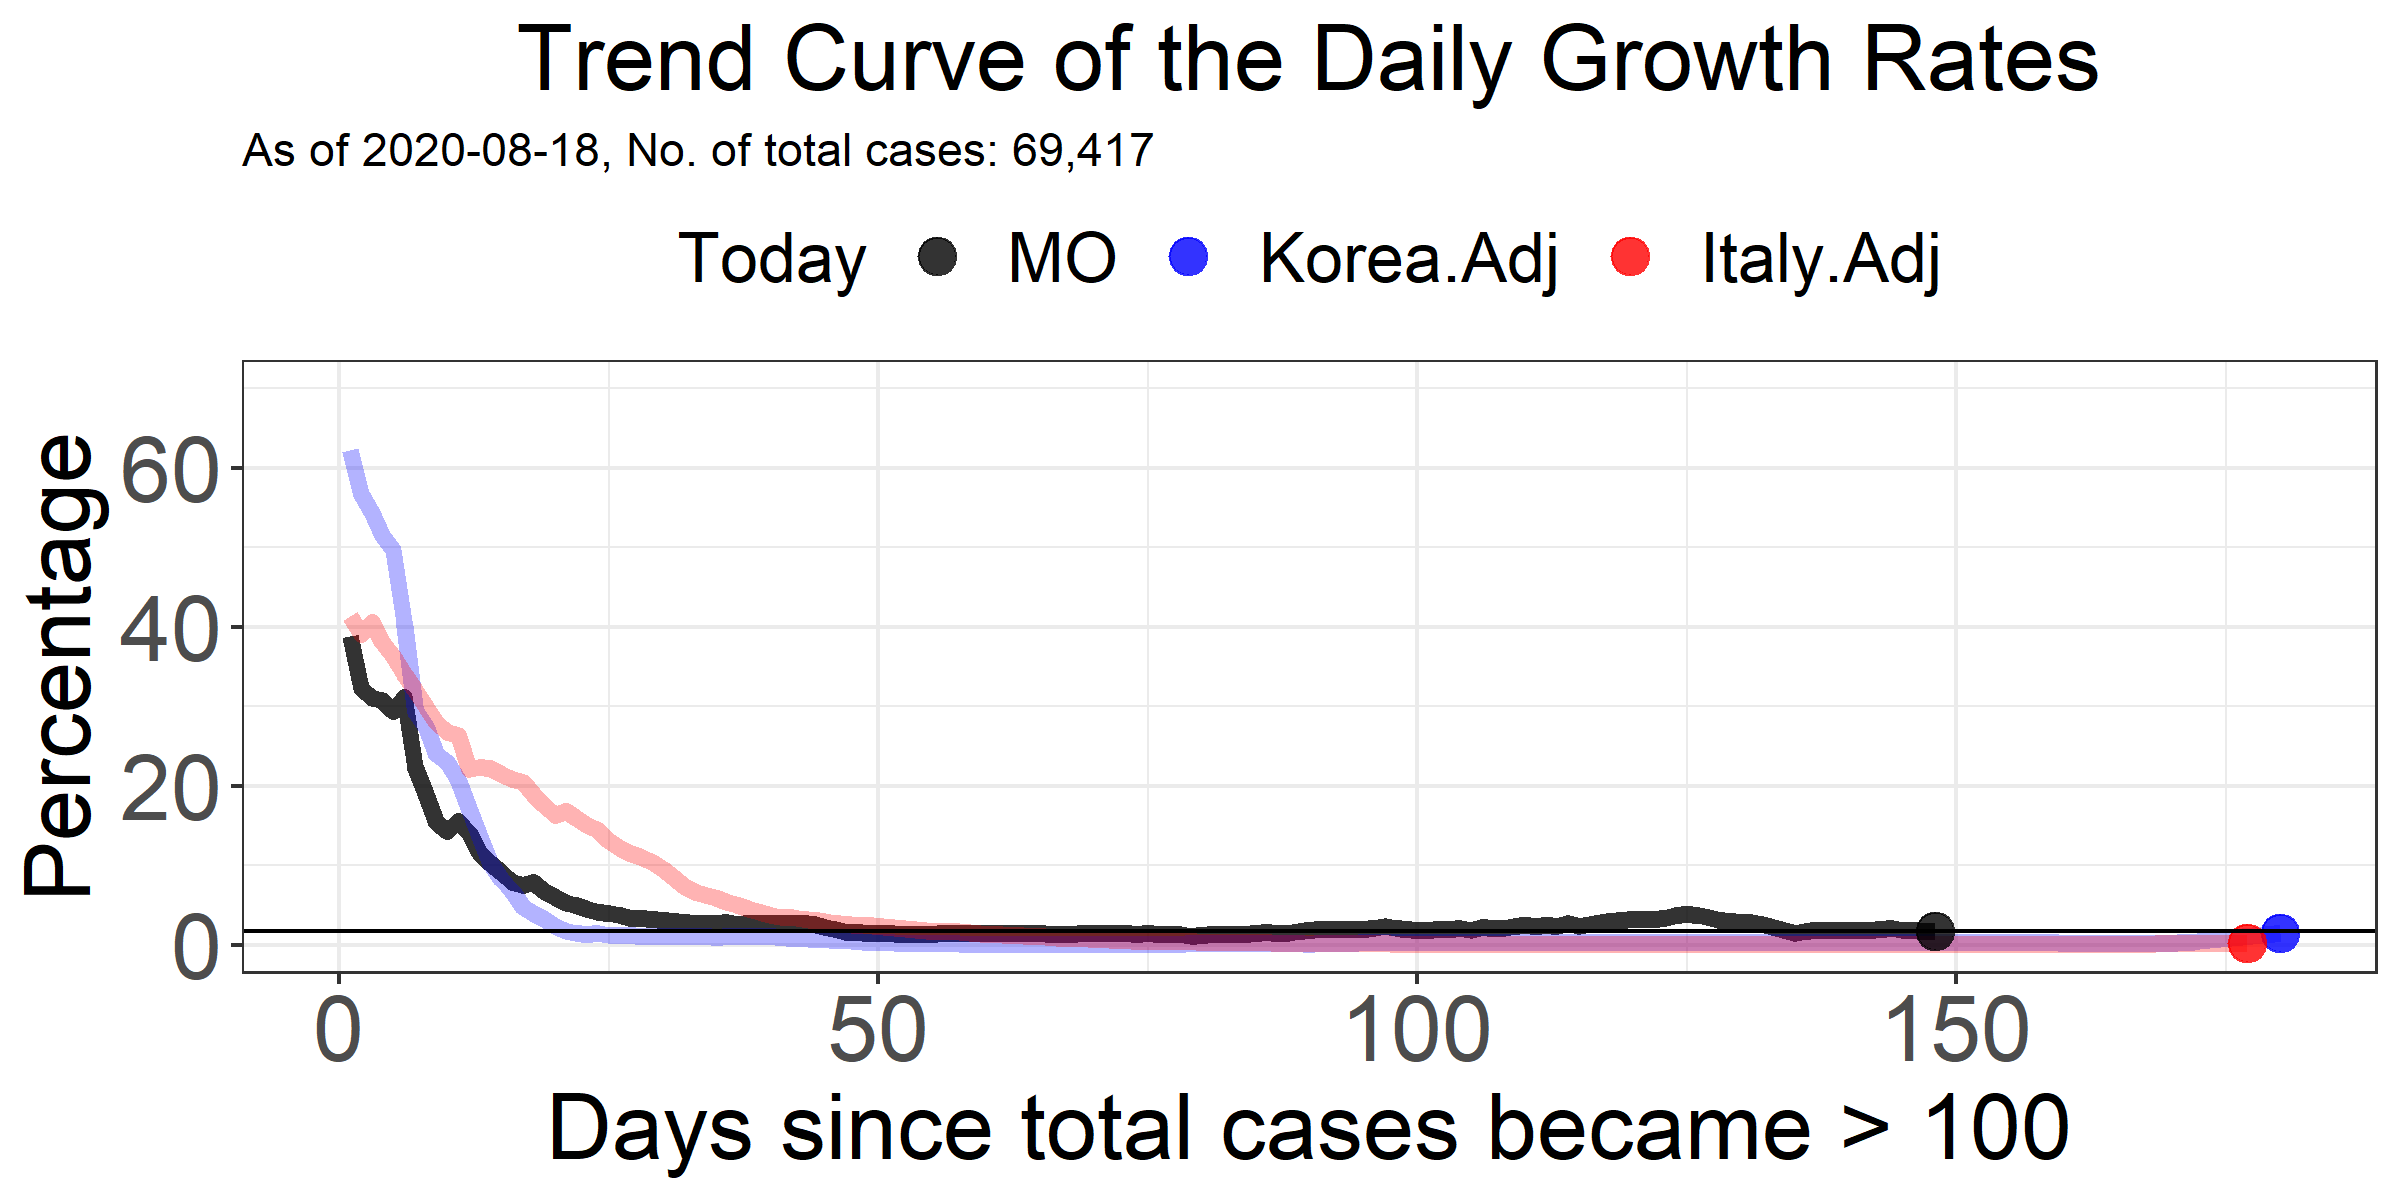 Trend Curve of the Daily Growth Rates
As of 2020-08-18, No. of total cases: 69,417
Today MO Korea.Adj Italy.Adj
Percentage
60
40
20
0
0 50 100 150
Days since total cases became > 100